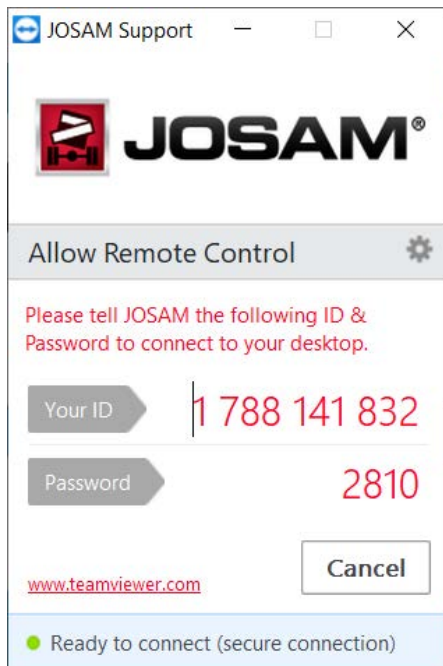 JOSAM Support
JOSAM®
Allow Remote Control
Please tell JOSAM the following ID &
Password to connect to your desktop.
Your ID 1 788 141 832
Password 2810
Cancel
www.teamviewer.com
Ready to connect (secure connection)